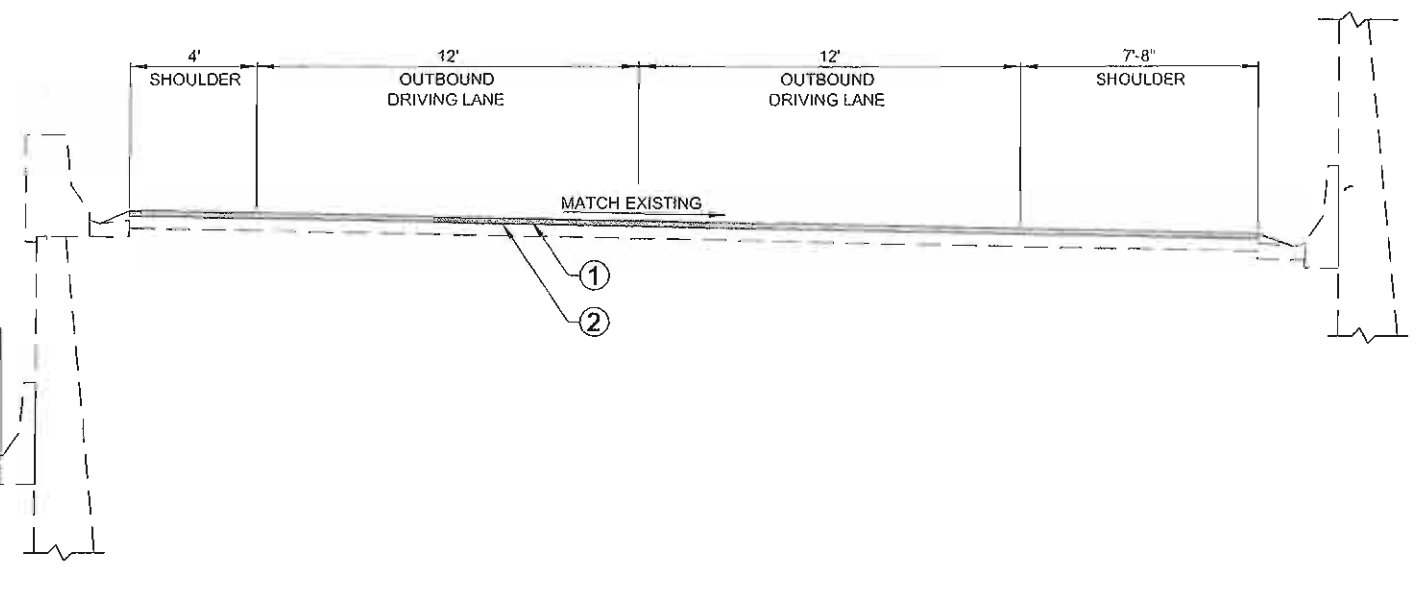 4'
SHOULDER
12'
OUTBOUND
DRIVING LANE
12'
OUTBOUND
DRIVING LANE
7'-8"
SHOULDER
MATCH EXISTING
1
2